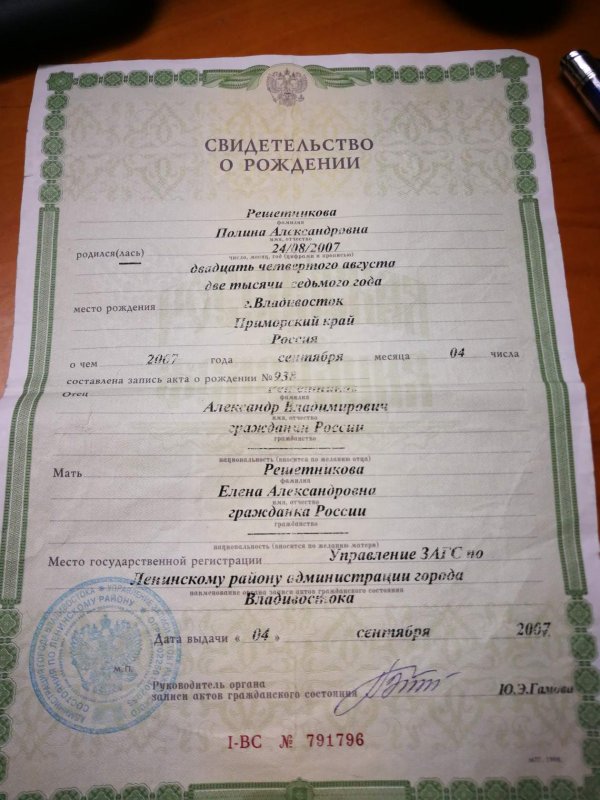 СВИДЕТЕЛЬСТВО
О РОЖДЕНИИ
Решетникова
фамилия
Полина Александровна
имя, отчество
родился(лась) 24/08/2007
число, месяц, год (цифрами и прописью)
двадцать четвертого августа
две тысячи седьмого года
место рождения г.Владивосток
Приморский край
Россия
о чем 2007 года сентября месяца 04 числа
составлена запись акта о рождении № 938
Отец
фамилия
Александр Владимирович
имя, отчество
гражданин России
гражданство
национальность (вносится по желанию отца)
Мать Решетникова
фамилия
Елена Александровна
имя, отчество
гражданка России
гражданство
национальность (вносится по желанию матери)
Место государственной регистрации Управление ЗАГС по
Ленинскому району администрации города
наименование органа записи актов гражданского состояния
Владивостока
Дата выдачи « 04 » сентября 2007
М.П.
Руководитель органа
записи актов гражданского состояния Ю.Э.Гамова
I-ВС № 791796